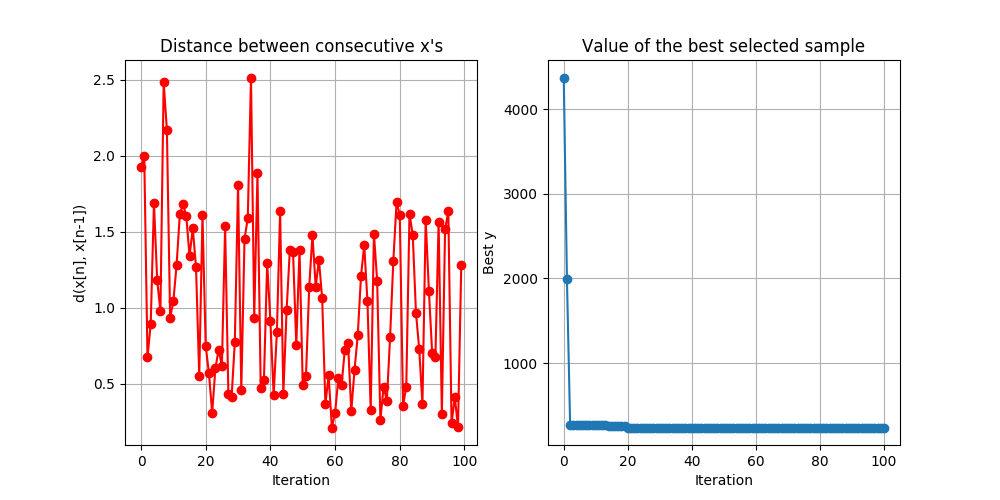 Distance between consecutive x's
d(x[n], x[n-1])
2.5
2.0
1.5
1.0
0.5
0 20 40 60 80 100
Iteration
Value of the best selected sample
Best y
4000
3000
2000
1000
0 20 40 60 80 100
Iteration